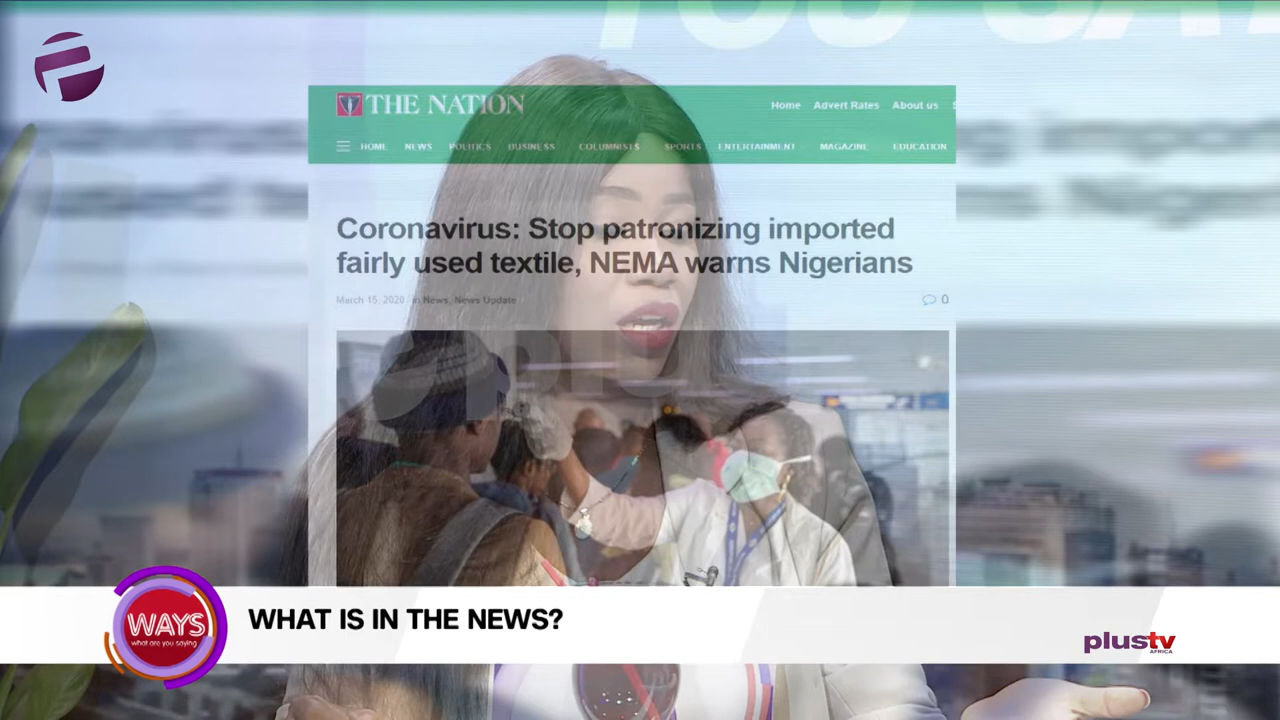 THE NATION
Home Advert Rates About us
HOME NEWS POLITICS BUSINESS COLUMNISTS SPORTS ENTERTAINMENT MAGAZINE EDUCATION
Coronavirus: Stop patronizing imported
fairly used textile, NEMA warns Nigerians
March 15, 2020 in News, News Update
0
WHAT IS IN THE NEWS?
WAYS
what are you saying
plustv
AFRICA